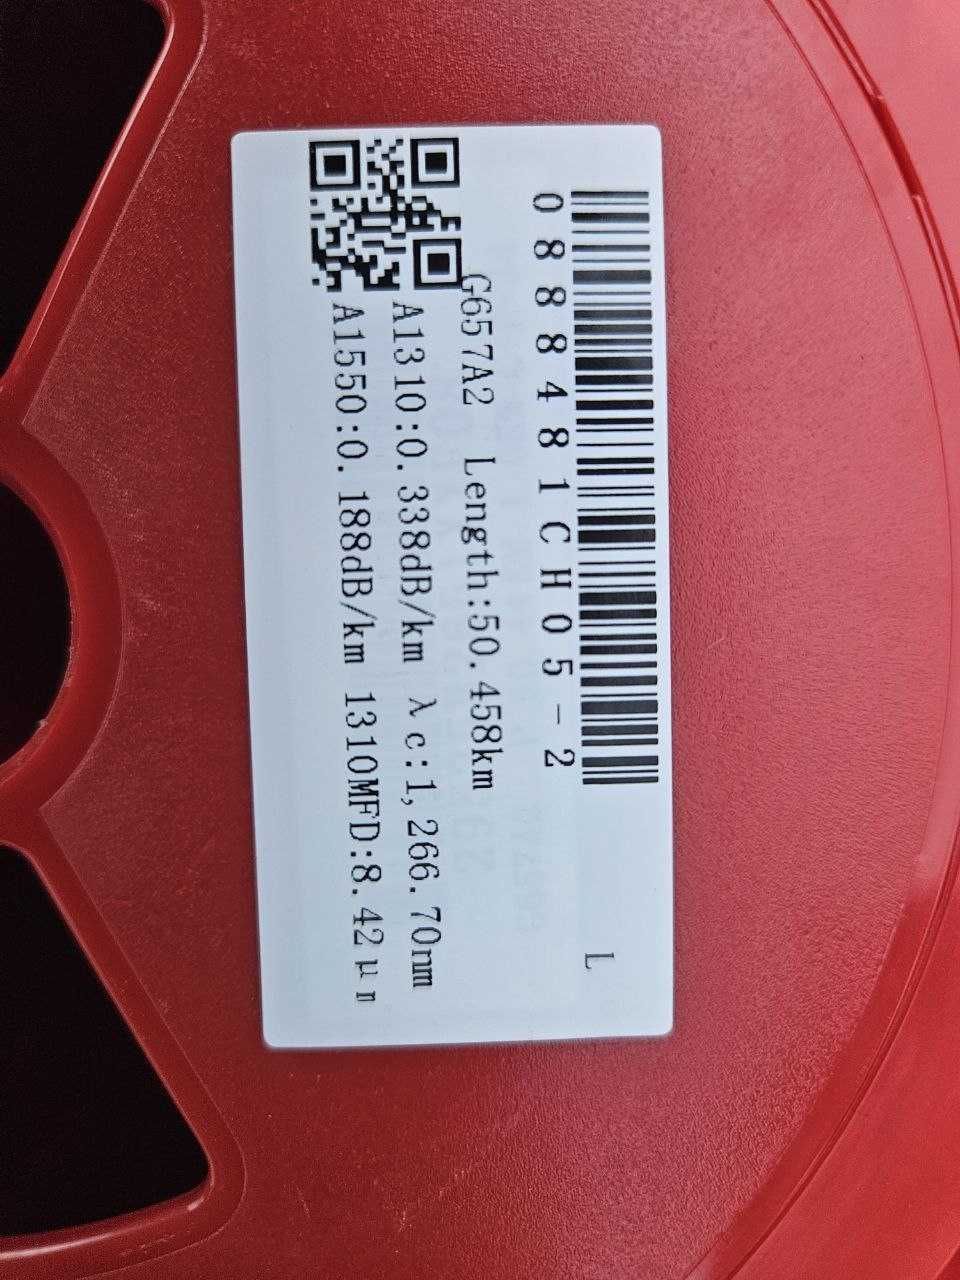 0888481CH05-2
L
G657A2 Length:50.458km
A1310:0.338dB/km λc:1,266.70nm
A1550:0.188dB/km 1310MFD:8.42μm